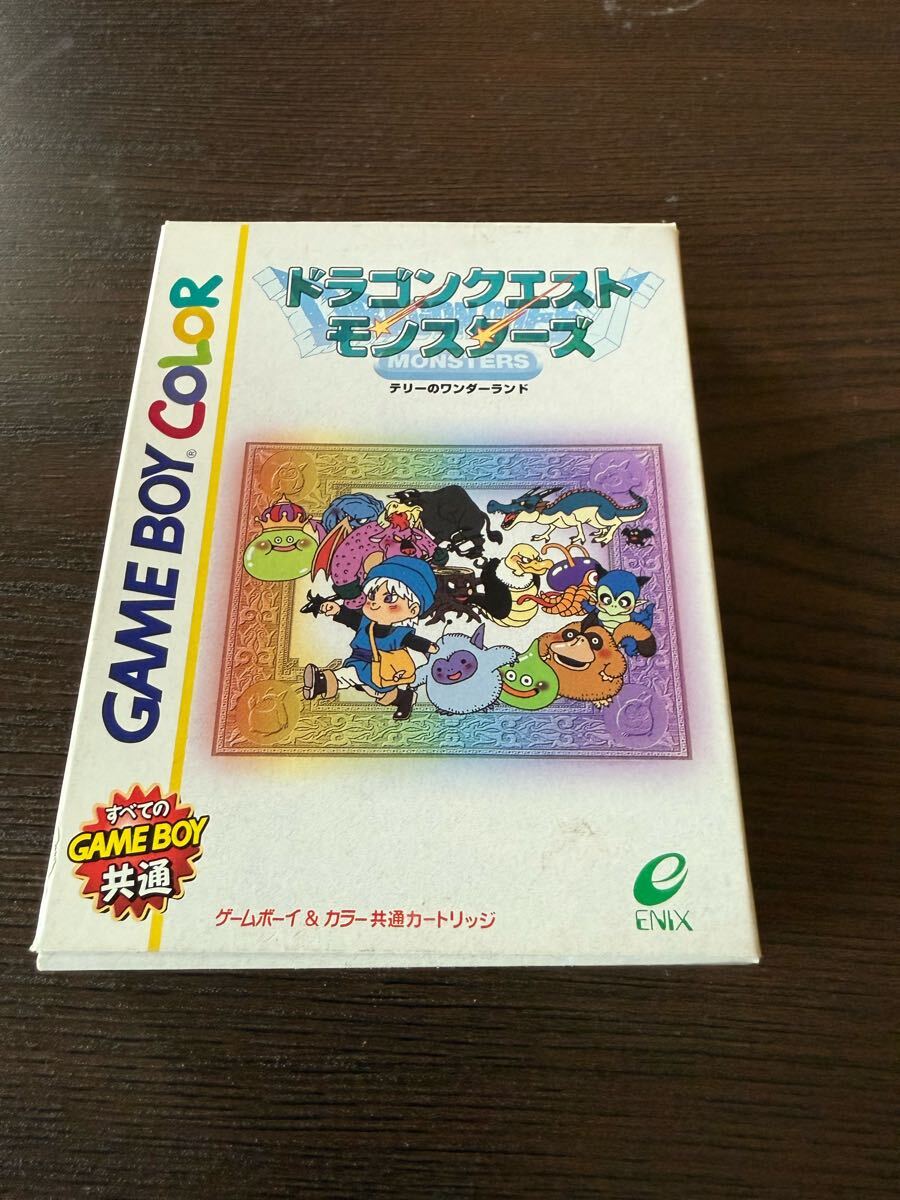 ドラゴンクエスト
モンスターズ
MONSTERS
テリーのワンダーランド
GAME BOY COLOR
®
すべての
GAME BOY
共通
ゲームボーイ & カラー共通カートリッジ
e
ENIX